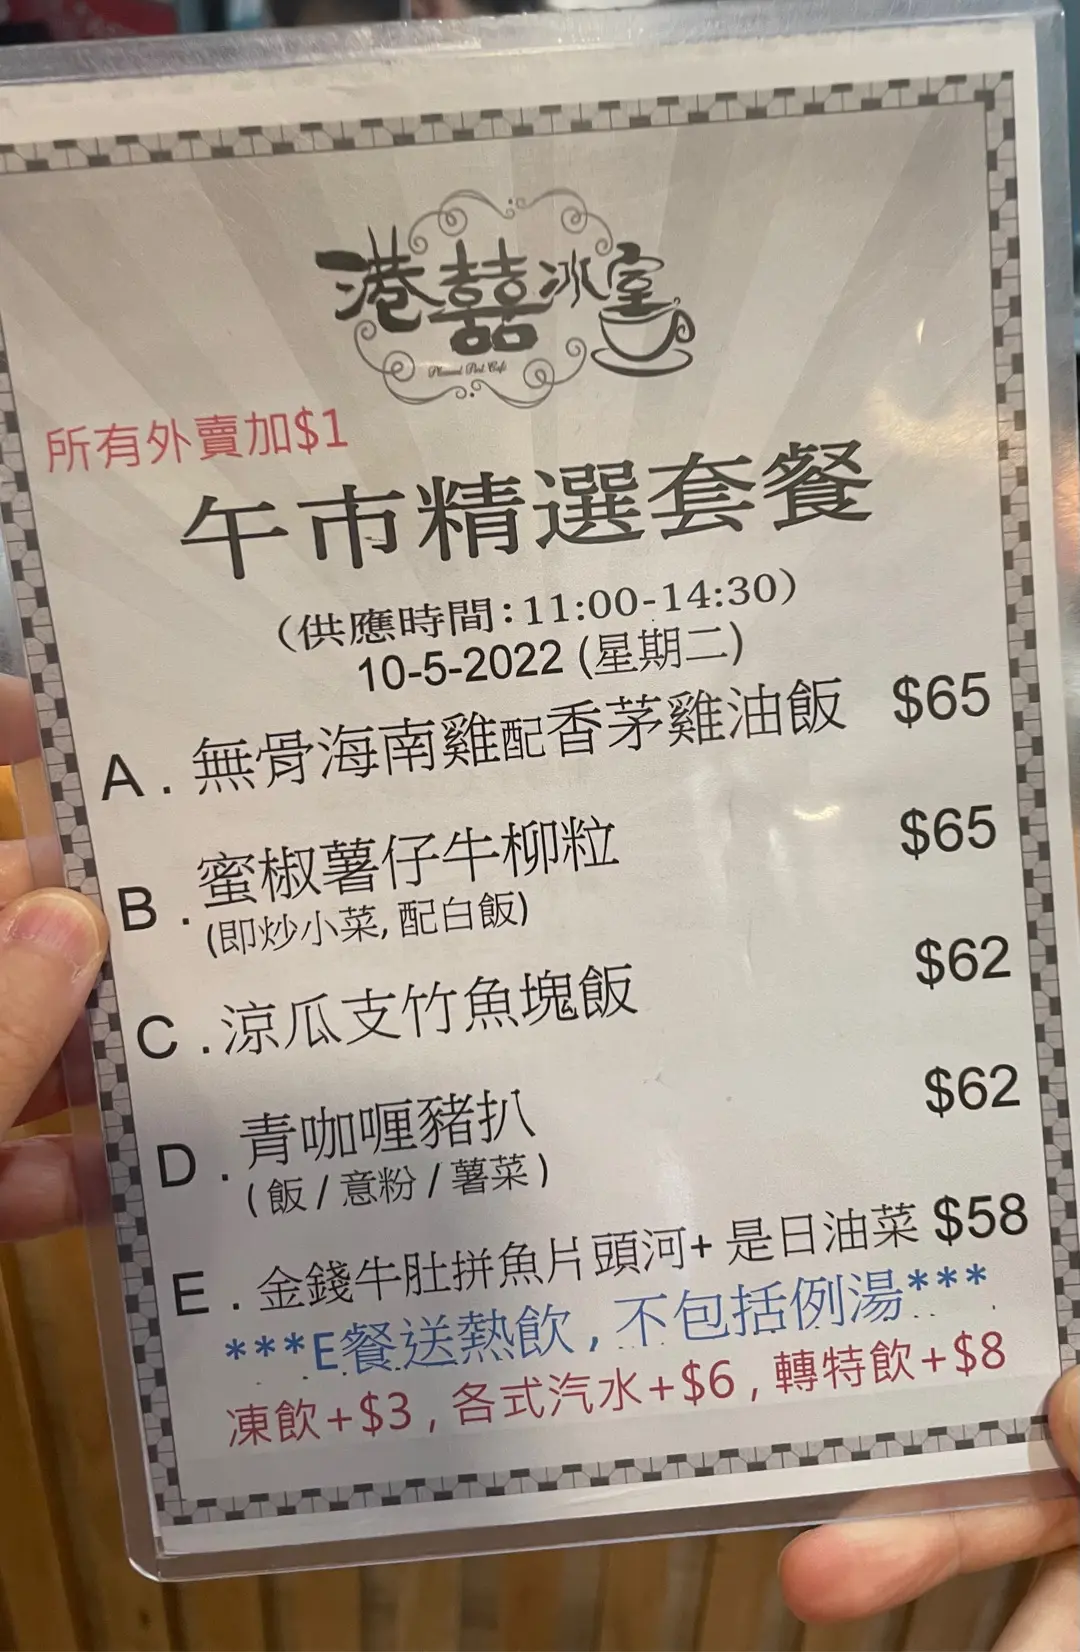 港囍冰室
Pleasant Port Cafe
所有外賣加$1
午市精選套餐
(供應時間:11:00-14:30)
10-5-2022 (星期二)
A . 無骨海南雞配香茅雞油飯 $65
B . 蜜椒薯仔牛柳粒 $65
(即炒小菜, 配白飯)
C . 涼瓜支竹魚塊飯 $62
D . 青咖喱豬扒 $62
( 飯 / 意粉 / 薯菜 )
E . 金錢牛肚拼魚片頭河+ 是日油菜 $58
***E餐送熱飲 , 不包括例湯***
凍飲+$3 , 各式汽水+$6 , 轉特飲+$8